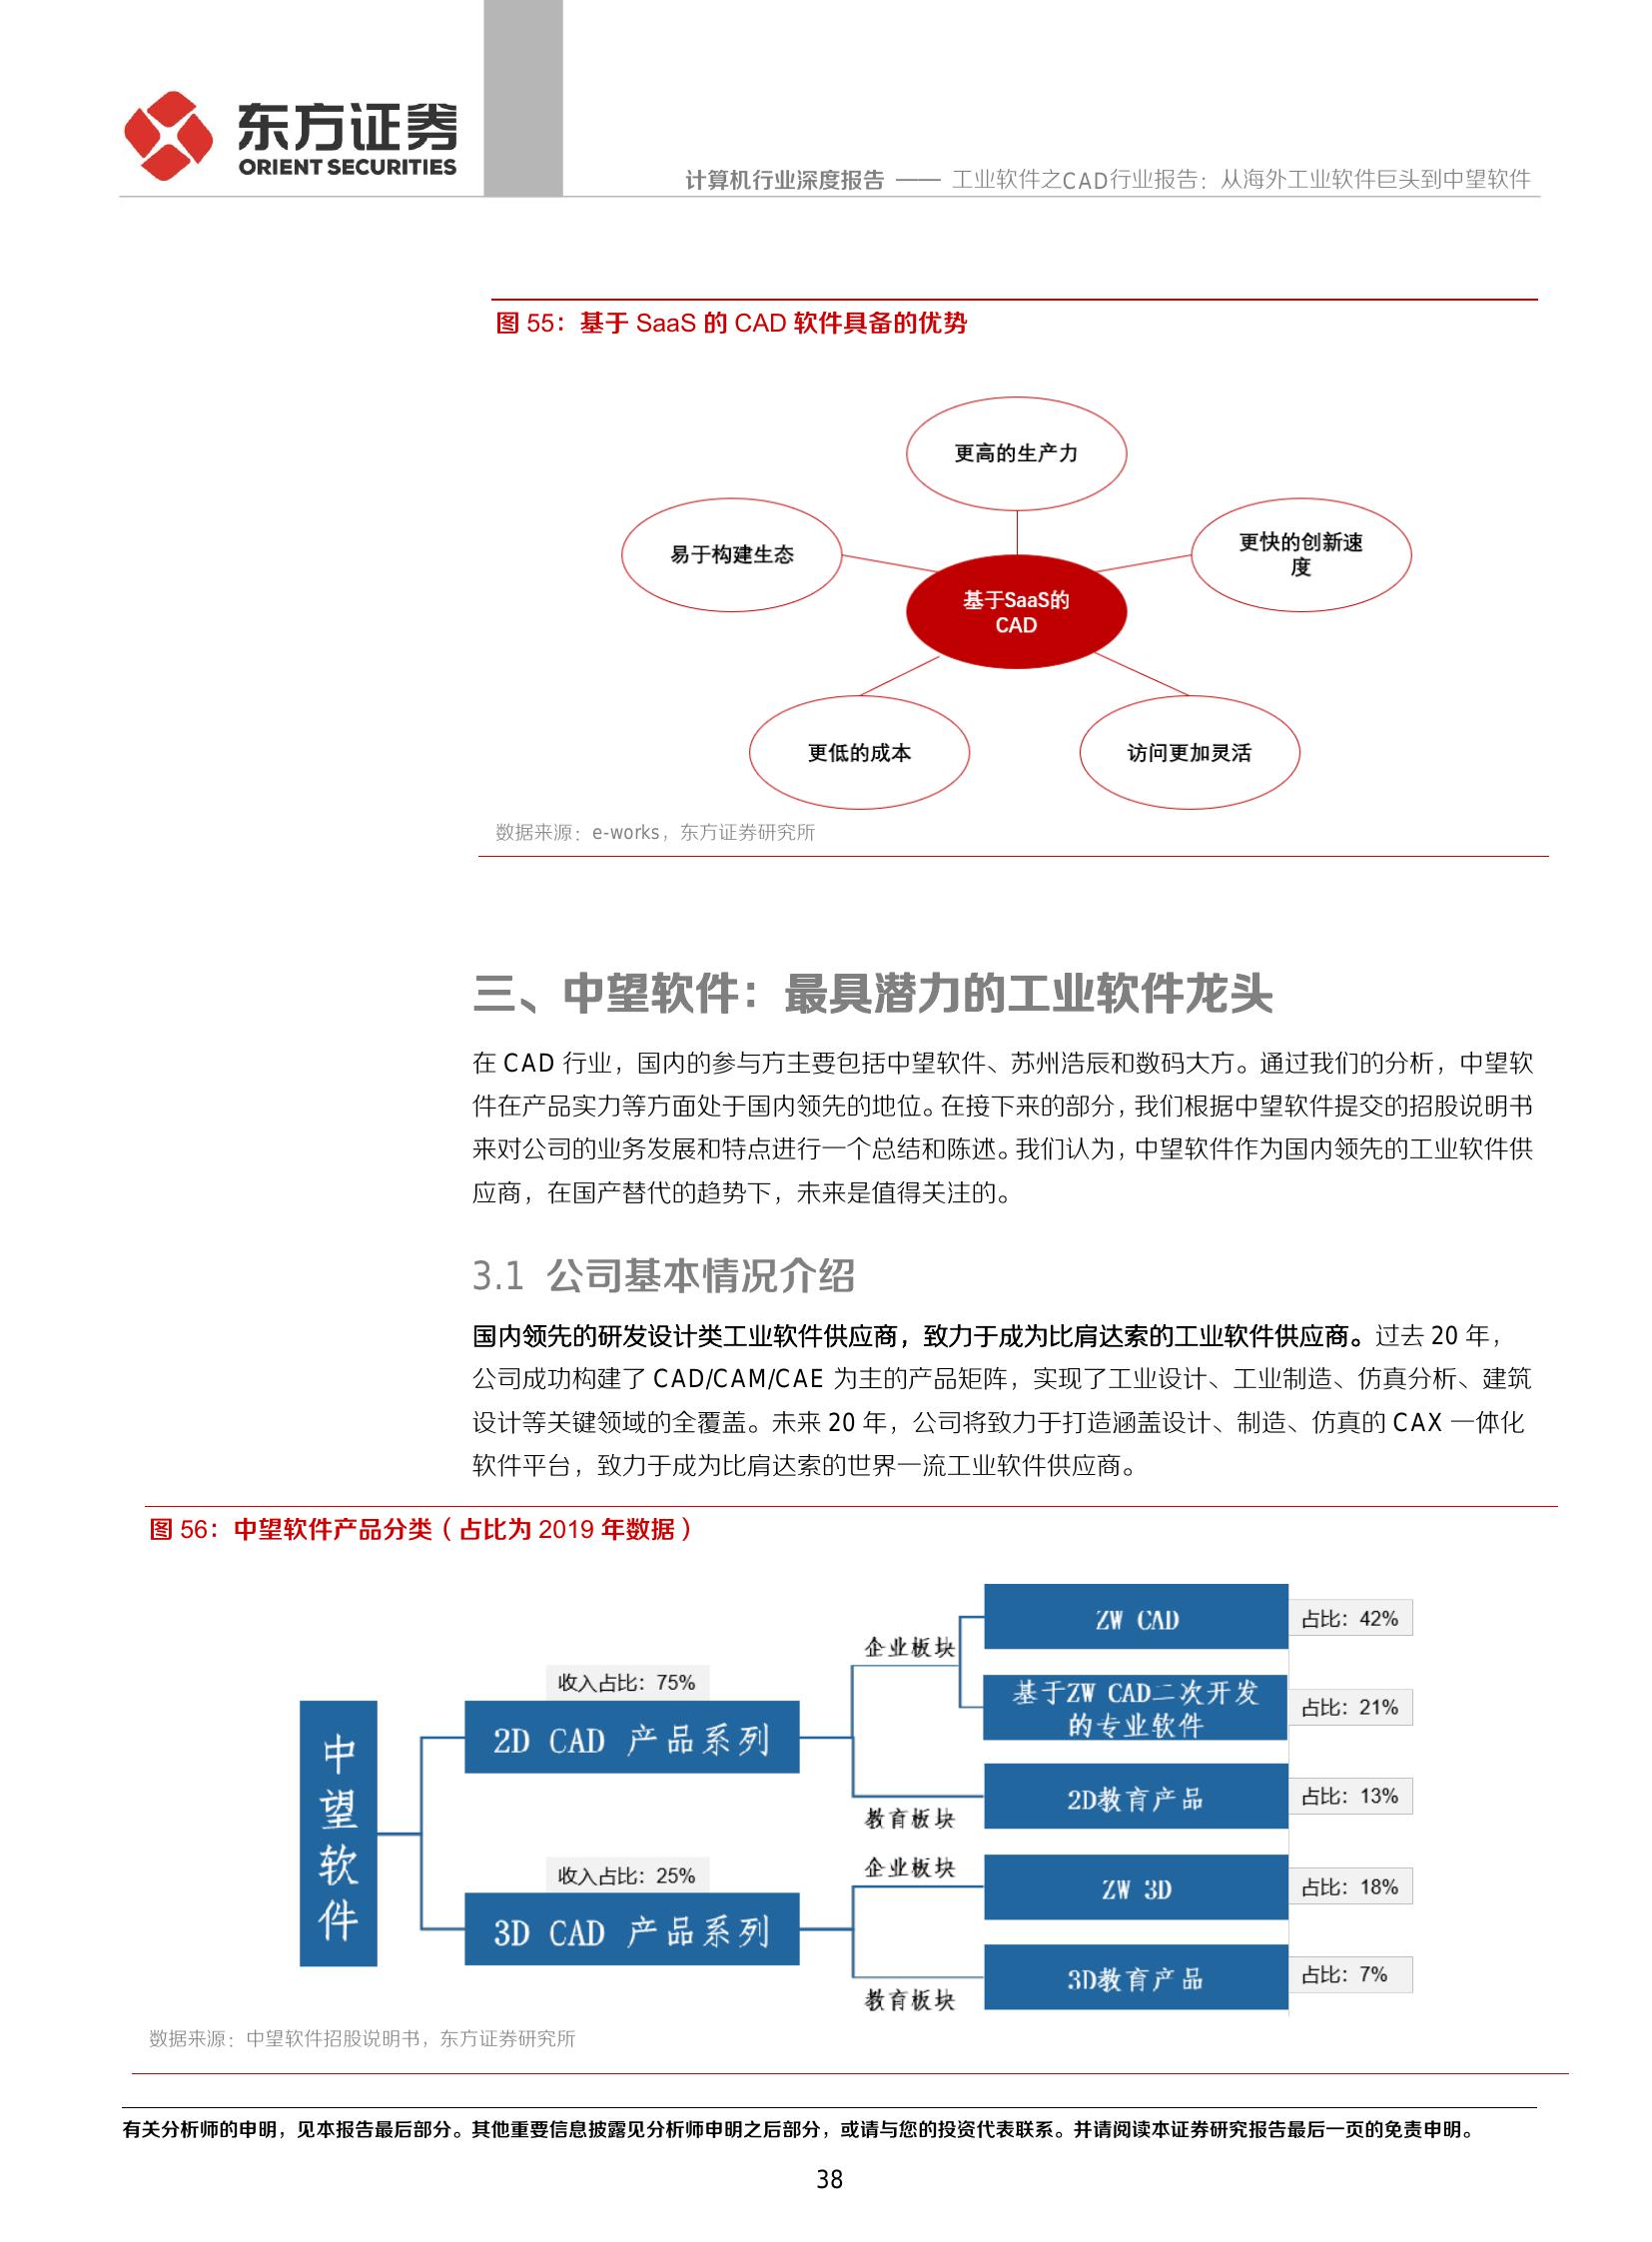 东方证券
ORIENT SECURITIES
计算机行业深度报告 —— 工业软件之CAD行业报告：从海外工业软件巨头到中望软件
图 55：基于 SaaS 的 CAD 软件具备的优势
更高的生产力
易于构建生态
更快的创新速
度
基于SaaS的
CAD
更低的成本
访问更加灵活
数据来源：e-works，东方证券研究所
三、中望软件：最具潜力的工业软件龙头
在 CAD 行业，国内的参与方主要包括中望软件、苏州浩辰和数码大方。通过我们的分析，中望软
件在产品实力等方面处于国内领先的地位。在接下来的部分，我们根据中望软件提交的招股说明书
来对公司的业务发展和特点进行一个总结和陈述。我们认为，中望软件作为国内领先的工业软件供
应商，在国产替代的趋势下，未来是值得关注的。
3.1 公司基本情况介绍
国内领先的研发设计类工业软件供应商，致力于成为比肩达索的工业软件供应商。过去 20 年，
公司成功构建了 CAD/CAM/CAE 为主的产品矩阵，实现了工业设计、工业制造、仿真分析、建筑
设计等关键领域的全覆盖。未来 20 年，公司将致力于打造涵盖设计、制造、仿真的 CAX 一体化
软件平台，致力于成为比肩达索的世界一流工业软件供应商。
图 56：中望软件产品分类（占比为 2019 年数据）
中望软件
收入占比：75%
2D CAD 产品系列
收入占比：25%
3D CAD 产品系列
企业板块
ZW CAD
占比：42%
基于ZW CAD二次开发
的专业软件
占比：21%
教育板块
2D教育产品
占比：13%
企业板块
ZW 3D
占比：18%
教育板块
3D教育产品
占比：7%
数据来源：中望软件招股说明书，东方证券研究所
有关分析师的申明，见本报告最后部分。其他重要信息披露见分析师申明之后部分，或请与您的投资代表联系。并请阅读本证券研究报告最后一页的免责申明。
38